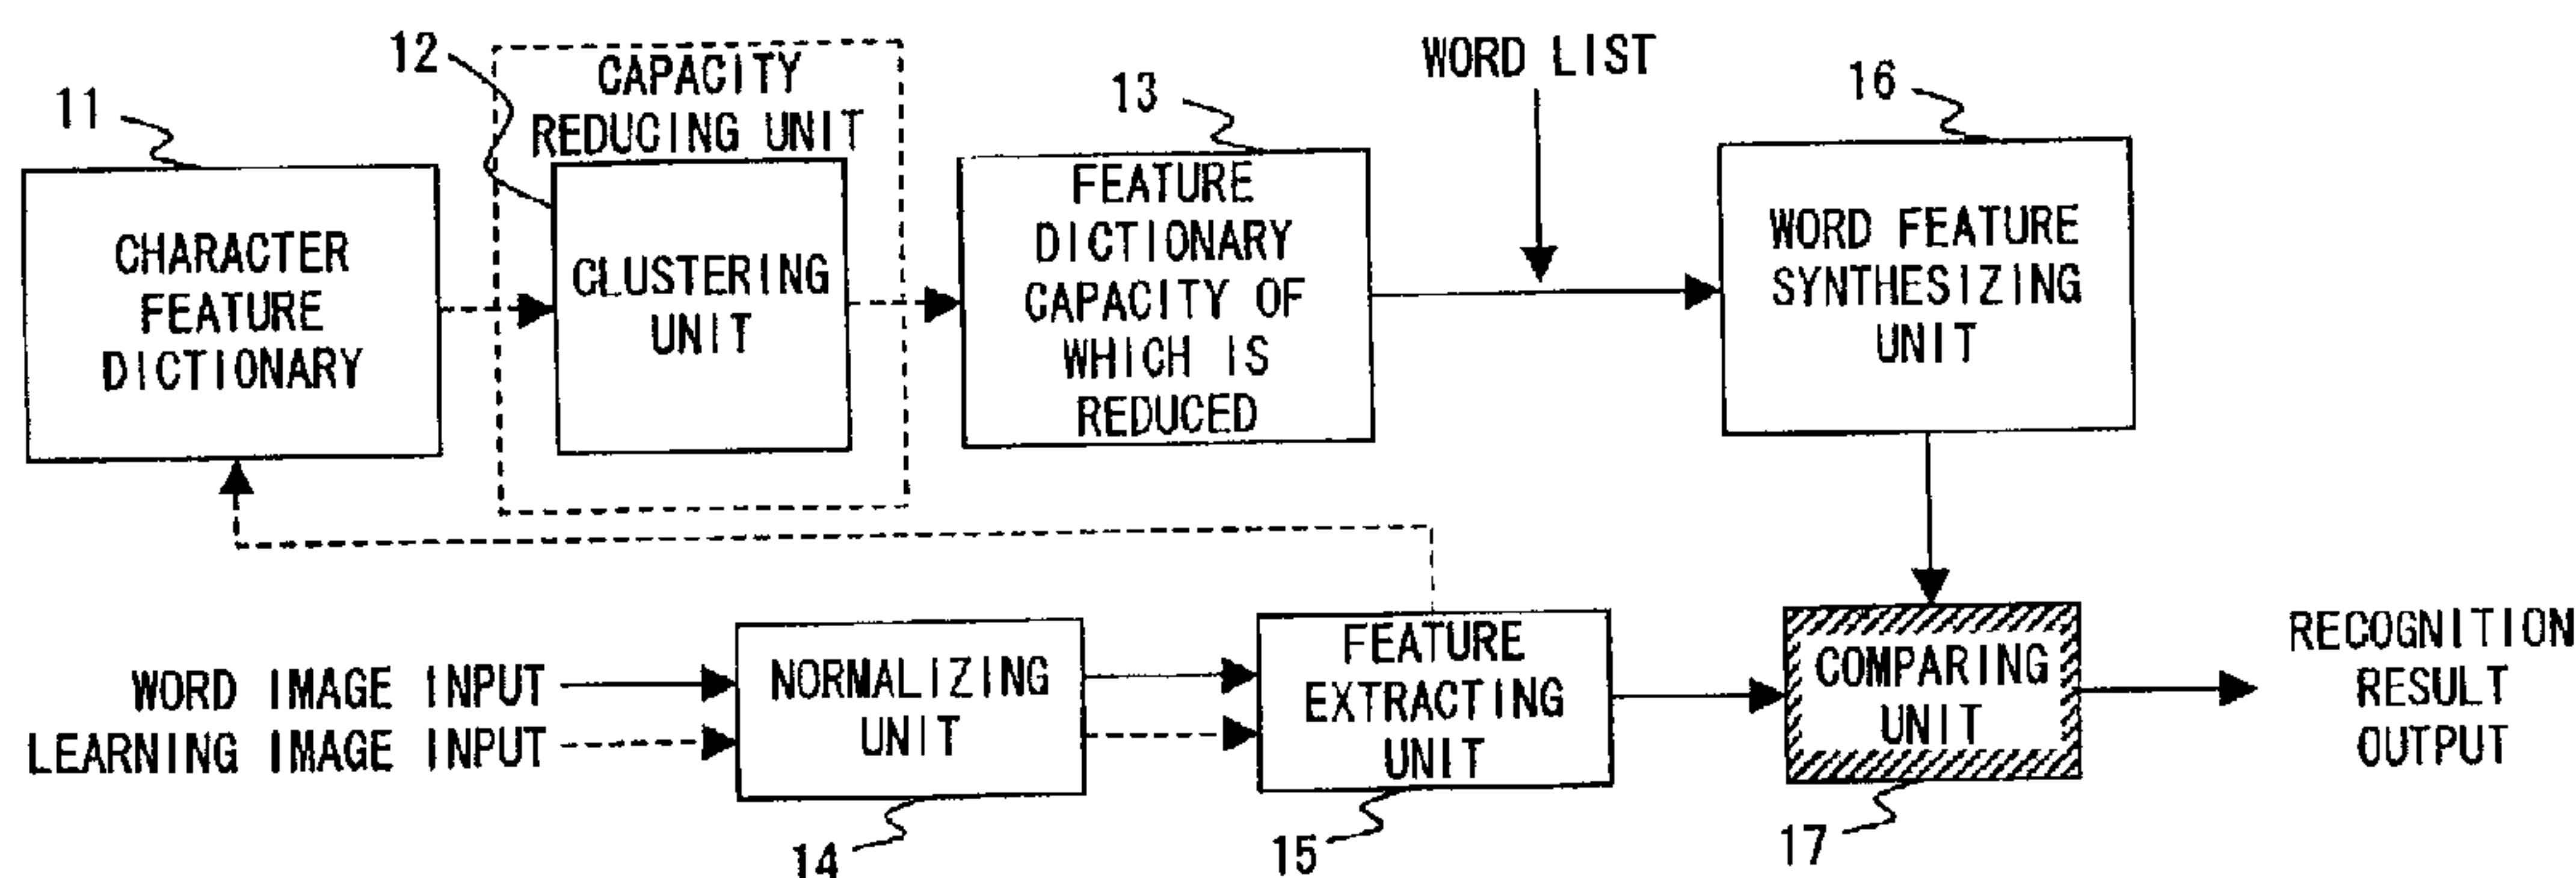 12
CAPACITY
REDUCING UNIT
WORD LIST
11
13
16
CHARACTER
FEATURE
DICTIONARY
CLUSTERING
UNIT
FEATURE
DICTIONARY
CAPACITY OF
WHICH IS
REDUCED
WORD FEATURE
SYNTHESIZING
UNIT
WORD IMAGE INPUT
LEARNING IMAGE INPUT
NORMALIZING
UNIT
FEATURE
EXTRACTING
UNIT
COMPARING
UNIT
RECOGNITION
RESULT
OUTPUT
14
15
17